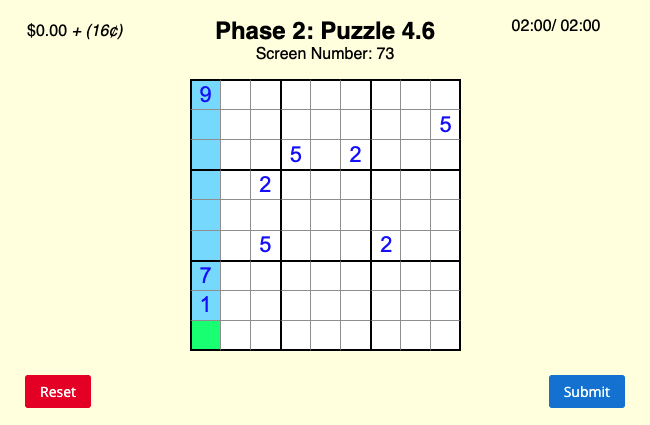 $0.00 + (16¢)
Phase 2: Puzzle 4.6
02:00/ 02:00
Screen Number: 73
9
5
5 2
2
5 2
7
1
Reset
Submit